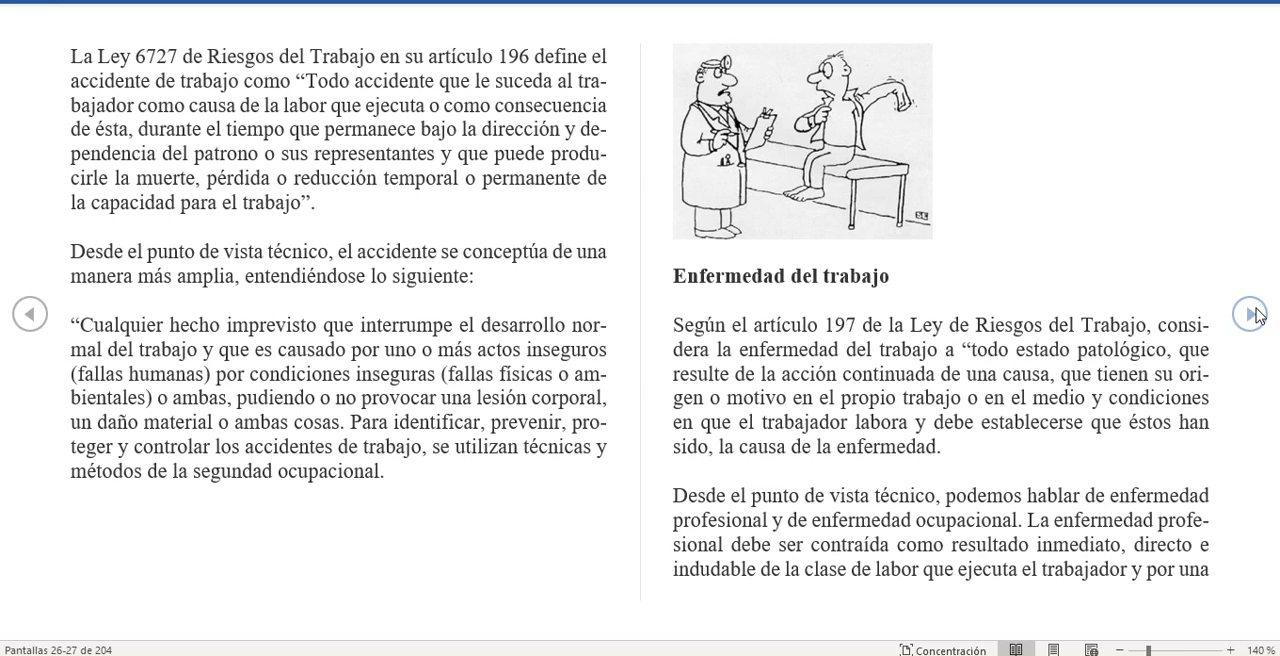 La Ley 6727 de Riesgos del Trabajo en su artículo 196 define el
accidente de trabajo como “Todo accidente que le suceda al tra-
bajador como causa de la labor que ejecuta o como consecuencia
de ésta, durante el tiempo que permanece bajo la dirección y de-
pendencia del patrono o sus representantes y que puede produ-
cirle la muerte, pérdida o reducción temporal o permanente de
la capacidad para el trabajo”.
Desde el punto de vista técnico, el accidente se conceptúa de una
manera más amplia, entendiéndose lo siguiente:
“Cualquier hecho imprevisto que interrumpe el desarrollo nor-
mal del trabajo y que es causado por uno o más actos inseguros
(fallas humanas) por condiciones inseguras (fallas físicas o am-
bientales) o ambas, pudiendo o no provocar una lesión corporal,
un daño material o ambas cosas. Para identificar, prevenir, pro-
teger y controlar los accidentes de trabajo, se utilizan técnicas y
métodos de la segundad ocupacional.
Enfermedad del trabajo
Según el artículo 197 de la Ley de Riesgos del Trabajo, consi-
dera la enfermedad del trabajo a “todo estado patológico, que
resulte de la acción continuada de una causa, que tienen su ori-
gen o motivo en el propio trabajo o en el medio y condiciones
en que el trabajador labora y debe establecerse que éstos han
sido, la causa de la enfermedad.
Desde el punto de vista técnico, podemos hablar de enfermedad
profesional y de enfermedad ocupacional. La enfermedad profe-
sional debe ser contraída como resultado inmediato, directo e
indudable de la clase de labor que ejecuta el trabajador y por una
Pantallas 26-27 de 204
Concentración
140 %